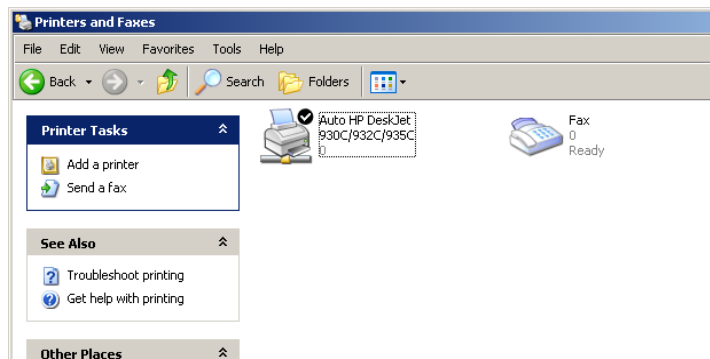 Printers and Faxes
File Edit View Favorites Tools Help
Back Search Folders
Printer Tasks
Add a printer
Send a fax
See Also
Troubleshoot printing
Get help with printing
Other Places
Auto HP DeskJet
930C/932C/935C
0
Fax
0
Ready